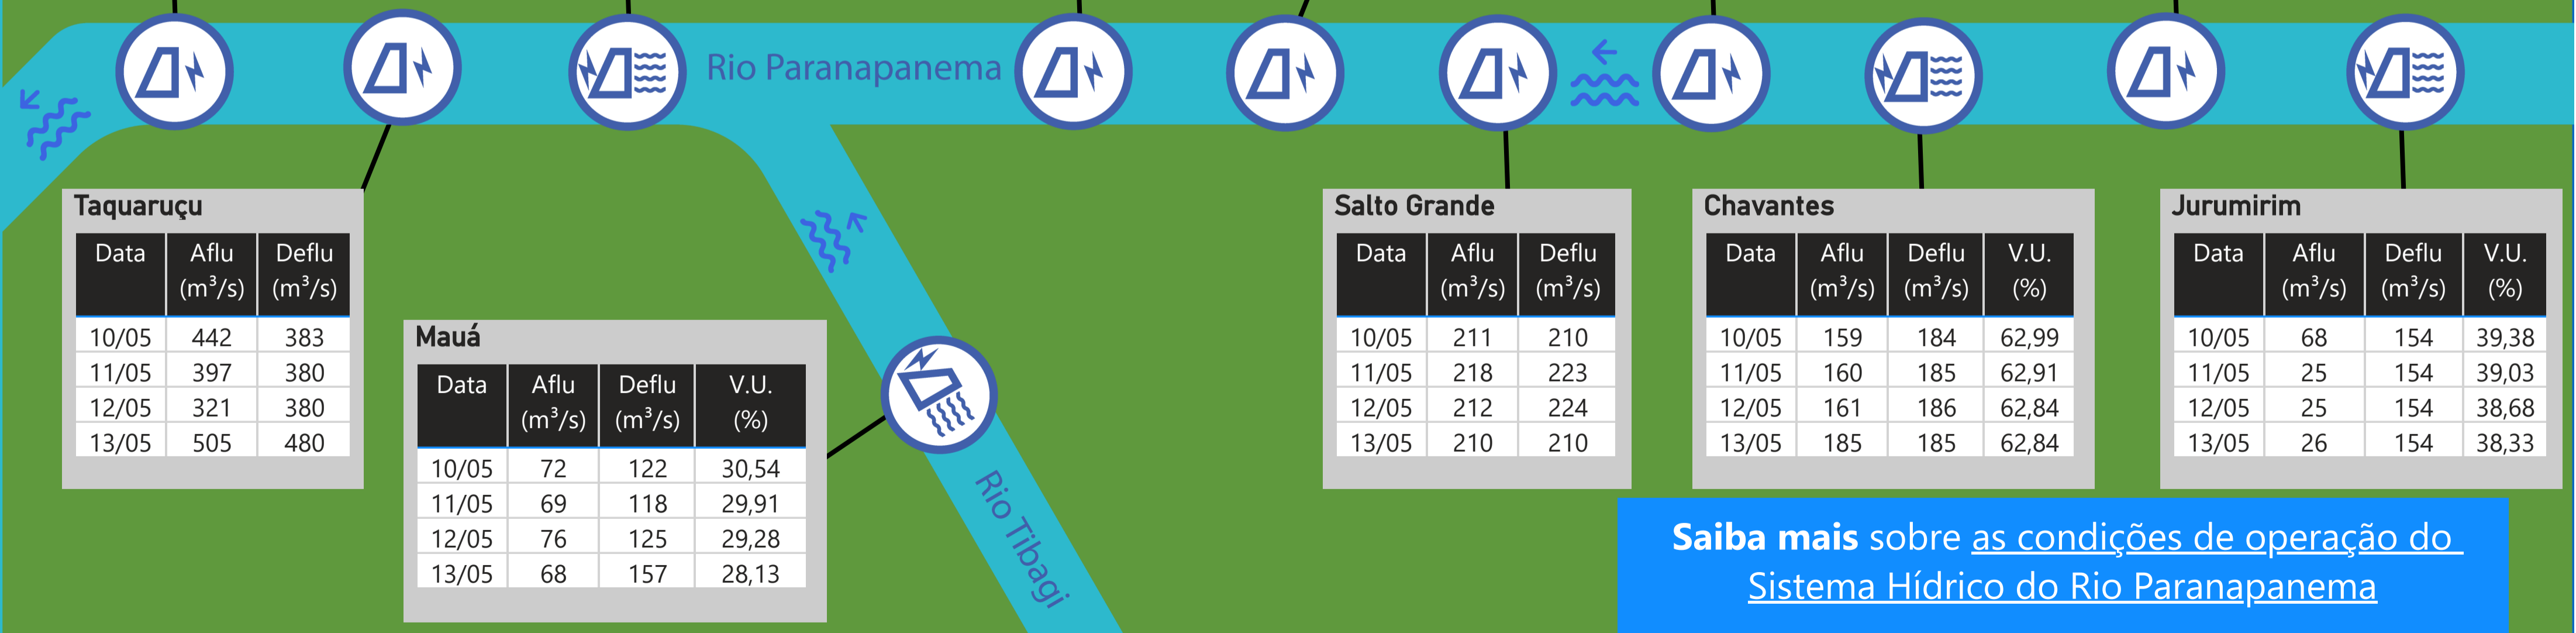 Rio Paranapanema
Taquaruçu
Data Aflu (m³/s) Deflu (m³/s)
10/05 442 383
11/05 397 380
12/05 321 380
13/05 505 480
Mauá
Data Aflu (m³/s) Deflu (m³/s) V.U. (%)
10/05 72 122 30,54
11/05 69 118 29,91
12/05 76 125 29,28
13/05 68 157 28,13
Rio Tibagi
Salto Grande
Data Aflu (m³/s) Deflu (m³/s)
10/05 211 210
11/05 218 223
12/05 212 224
13/05 210 210
Chavantes
Data Aflu (m³/s) Deflu (m³/s) V.U. (%)
10/05 159 184 62,99
11/05 160 185 62,91
12/05 161 186 62,84
13/05 185 185 62,84
Jurumirim
Data Aflu (m³/s) Deflu (m³/s) V.U. (%)
10/05 68 154 39,38
11/05 25 154 39,03
12/05 25 154 38,68
13/05 26 154 38,33
Saiba mais sobre as condições de operação do
Sistema Hídrico do Rio Paranapanema